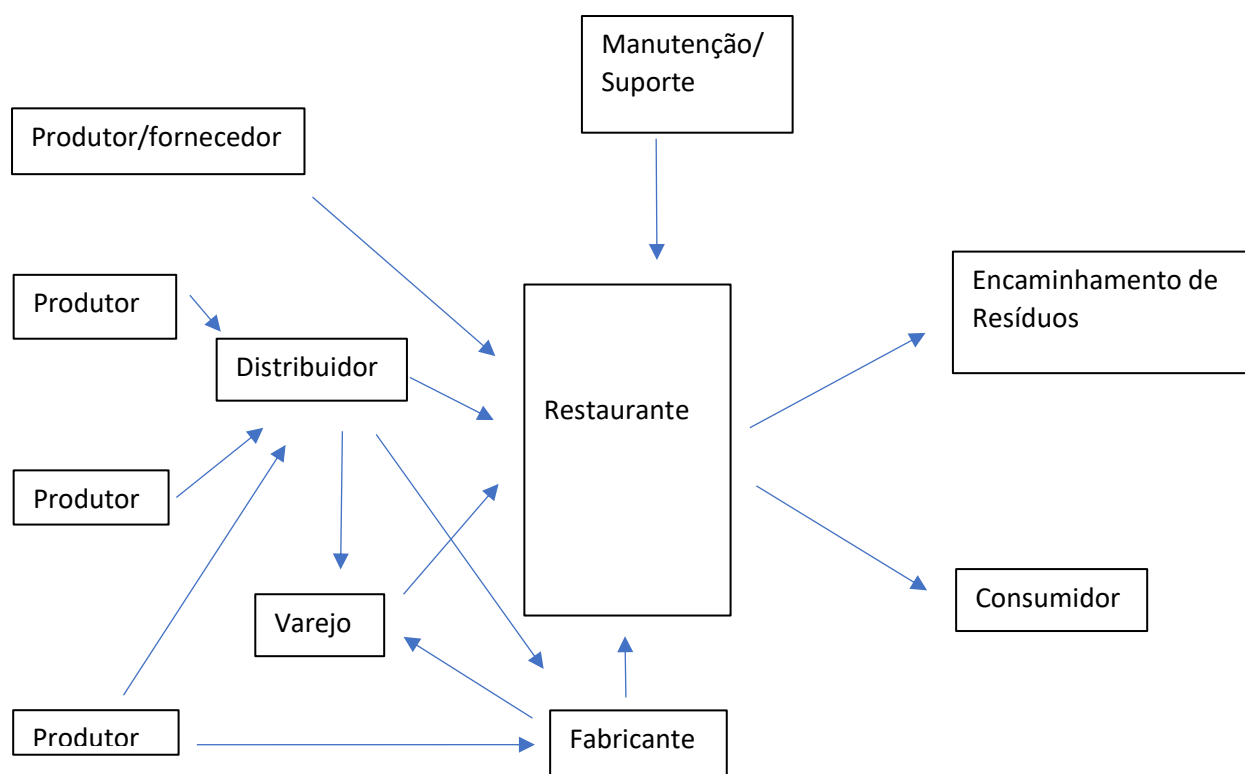 Manutenção/
Suporte
Produtor/fornecedor
Encaminhamento de
Resíduos
Produtor
Distribuidor
Restaurante
Produtor
Consumidor
Varejo
Produtor
Fabricante